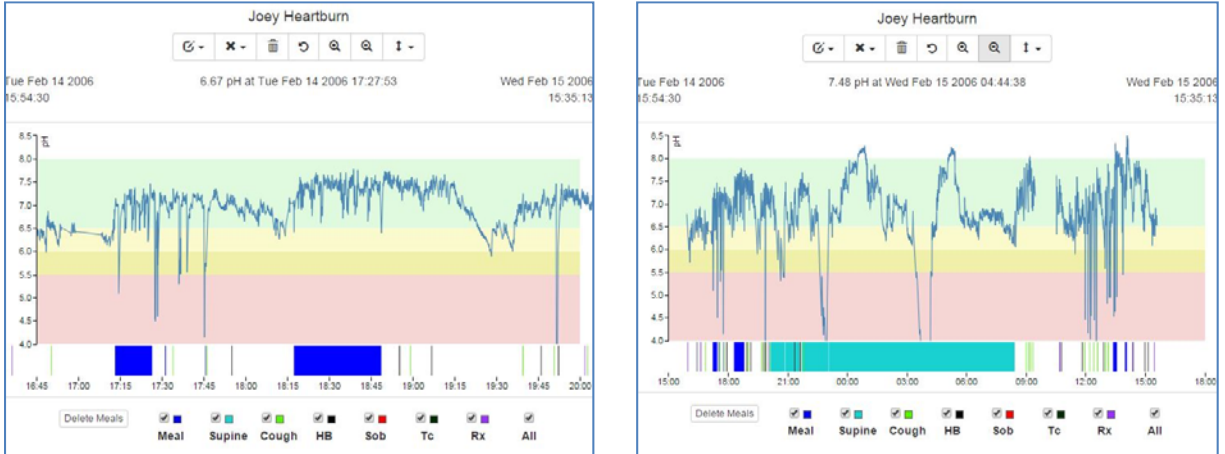 Joey Heartburn
Tue Feb 14 2006
15:54:30
6.67 pH at Tue Feb 14 2006 17:27:53
Wed Feb 15 2006
15:35:13
8.5
pH
8.0
7.5
7.0
6.5
6.0
5.5
5.0
4.5
4.0
16:45 17:00 17:15 17:30 17:45 18:00 18:15 18:30 18:45 19:00 19:15 19:30 19:45 20:00
Delete Meals
Meal Supine Cough HB Sob Tc Rx All
Joey Heartburn
Tue Feb 14 2006
15:54:30
7.48 pH at Wed Feb 15 2006 04:44:38
Wed Feb 15 2006
15:35:13
8.5
pH
8.0
7.5
7.0
6.5
6.0
5.5
5.0
4.5
4.0
15:00 18:00 21:00 00:00 03:00 06:00 09:00 12:00 15:00 18:00
Delete Meals
Meal Supine Cough HB Sob Tc Rx All